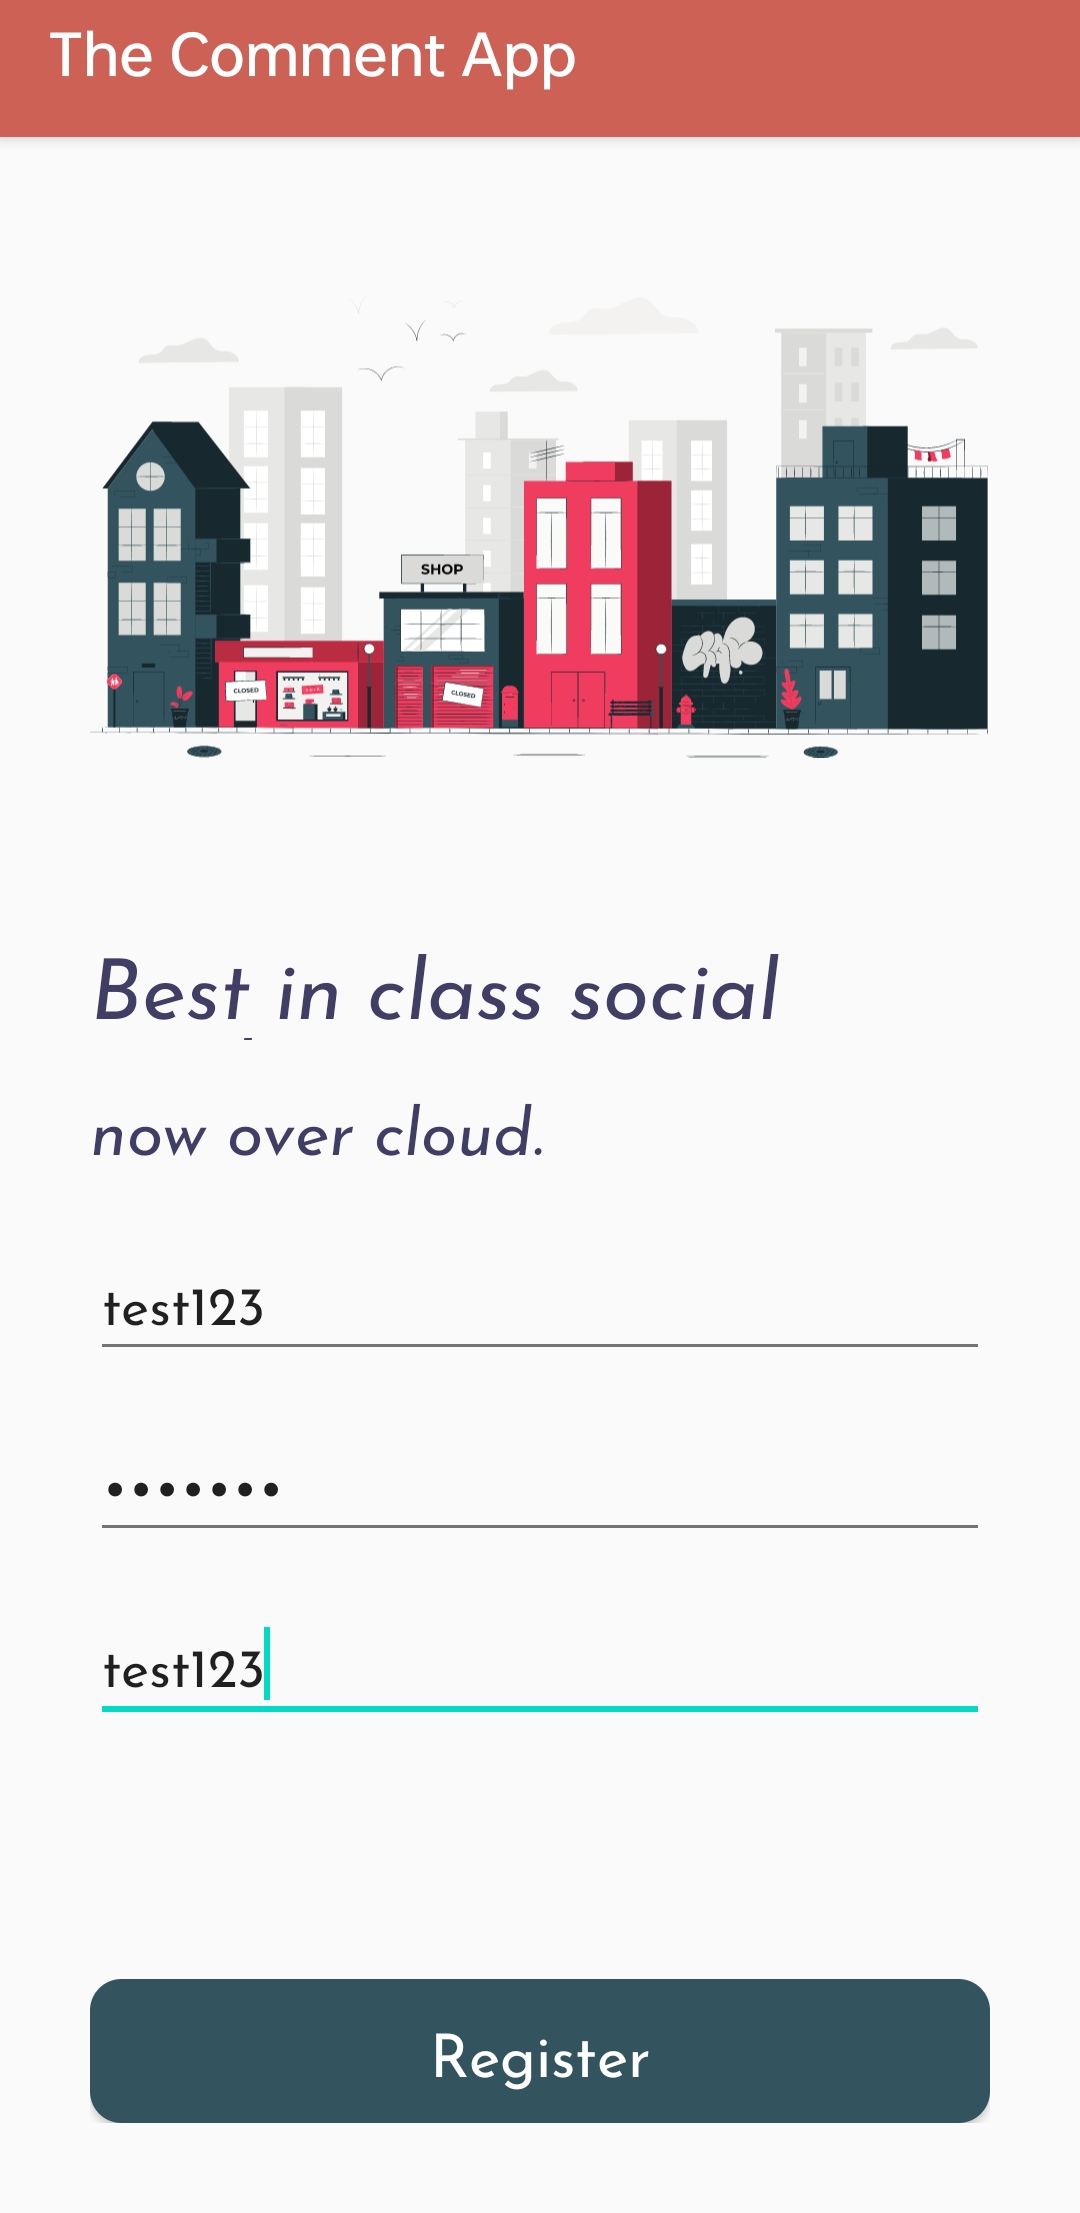 The Comment App
SHOP
CLOSED
CLOSED
Best in class social
now over cloud.
test123
•••••••
test123
Register